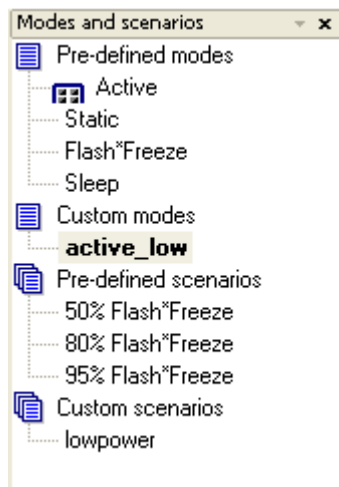 Modes and scenarios
Pre-defined modes
Active
Static
Flash*Freeze
Sleep
Custom modes
active_low
Pre-defined scenarios
50% Flash*Freeze
80% Flash*Freeze
95% Flash*Freeze
Custom scenarios
lowpower